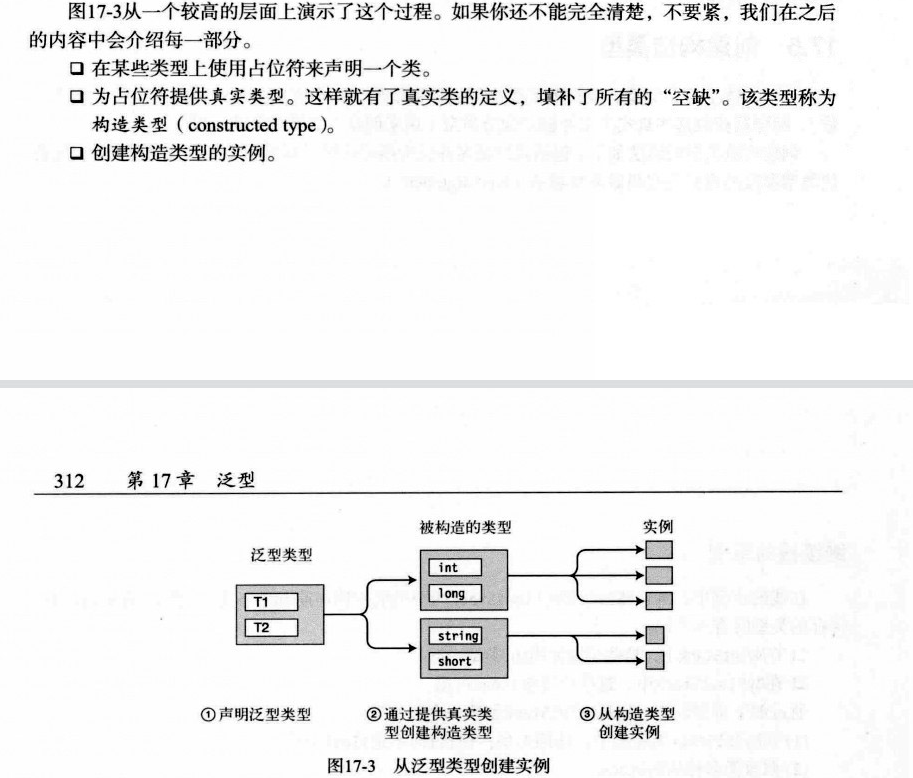 图17-3从一个较高的层面上演示了这个过程。如果你还不能完全清楚，不要紧，我们在之后
的内容中会介绍每一部分。
在某些类型上使用占位符来声明一个类。
为占位符提供真实类型。这样就有了真实类的定义，填补了所有的“空缺”。该类型称为
构造类型（constructed type）。
创建构造类型的实例。
312 第 17 章 泛型
泛型类型
T1
T2
被构造的类型
int
long
string
short
实例
①声明泛型类型
②通过提供真实类
型创建构造类型
③从构造类型
创建实例
图17-3 从泛型类型创建实例